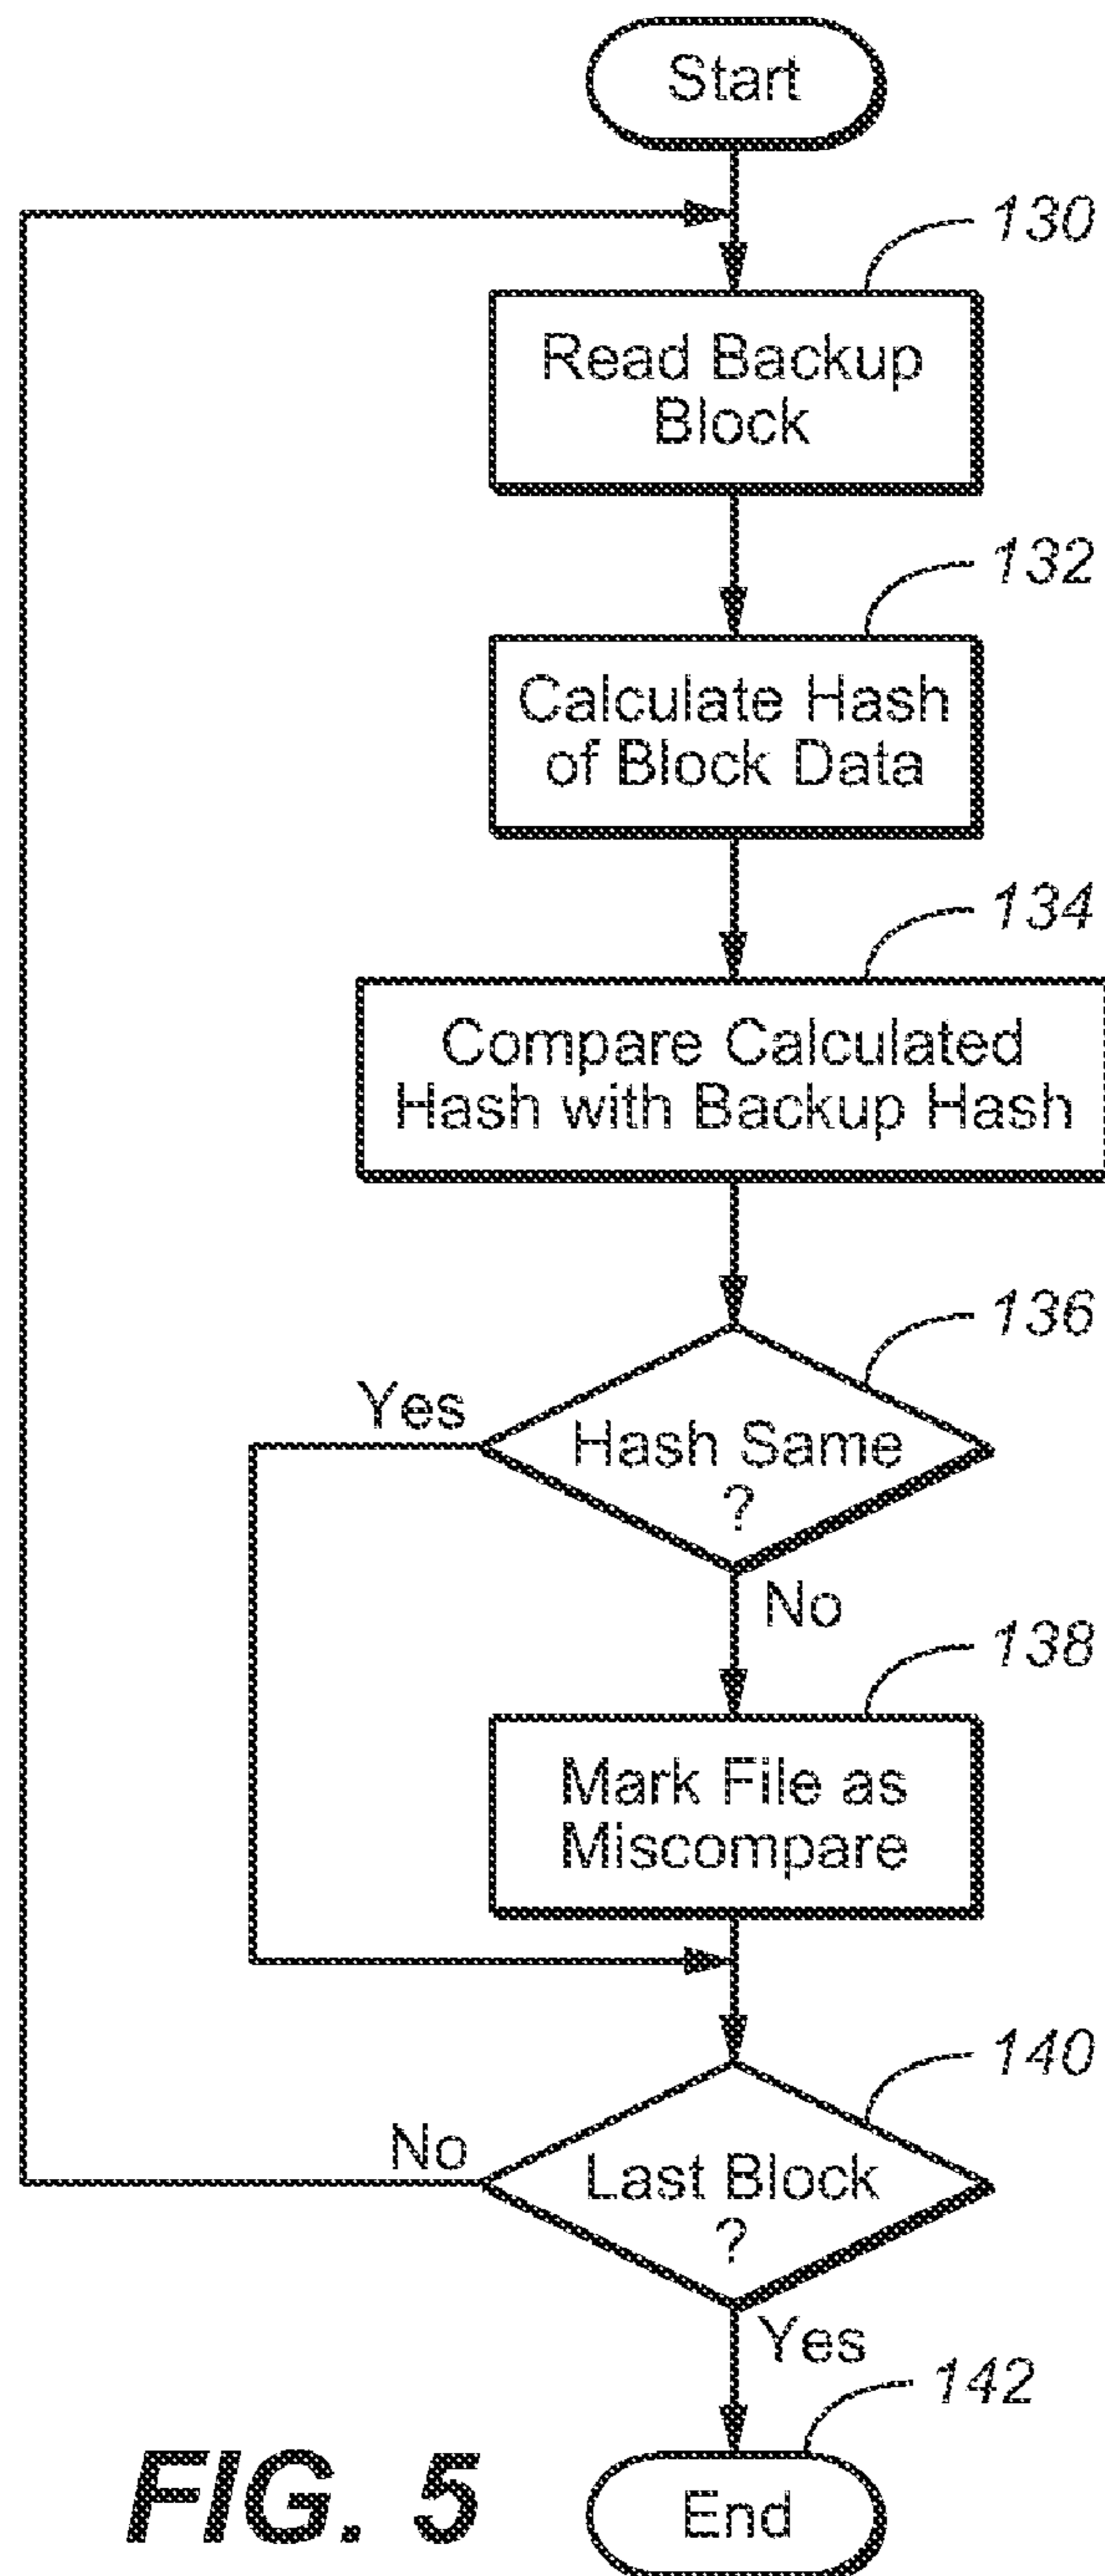 Start
130
Read Backup
Block
132
Calculate Hash
of Block Data
134
Compare Calculated
Hash with Backup Hash
136
Yes
Hash Same
?
No
138
Mark File as
Miscompare
140
No
Last Block
?
Yes
142
End
FIG. 5